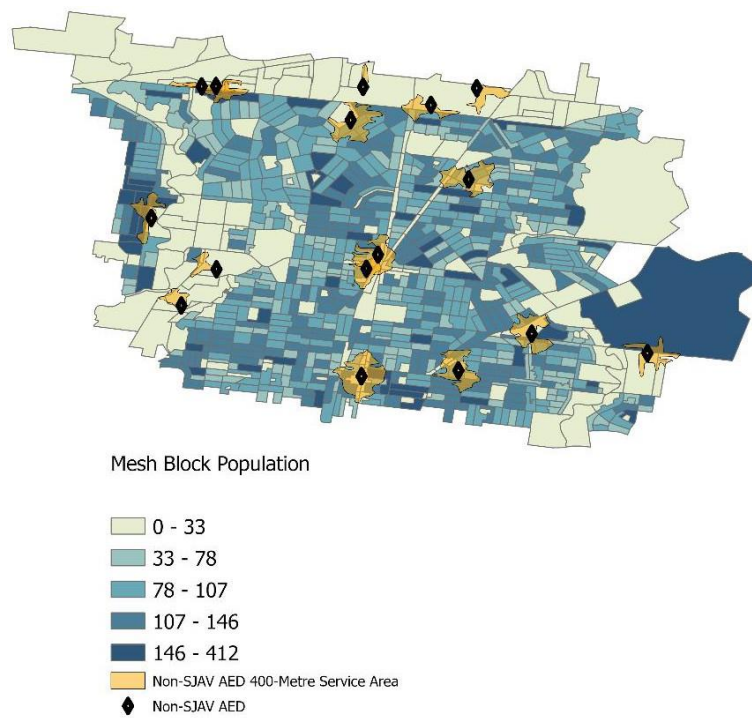 Mesh Block Population
0 - 33
33 - 78
78 - 107
107 - 146
146 - 412
Non-SJAV AED 400-Metre Service Area
Non-SJAV AED